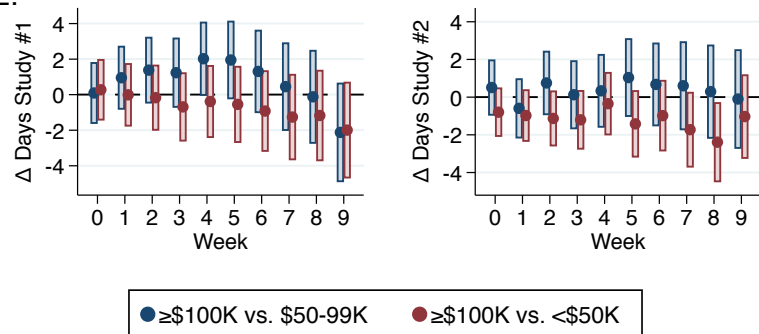 Δ Days Study #1
4
2
0
-2
-4
0 1 2 3 4 5 6 7 8 9
Week
Δ Days Study #2
4
2
0
-2
-4
0 1 2 3 4 5 6 7 8 9
Week
≥$100K vs. $50-99K
≥$100K vs. <$50K